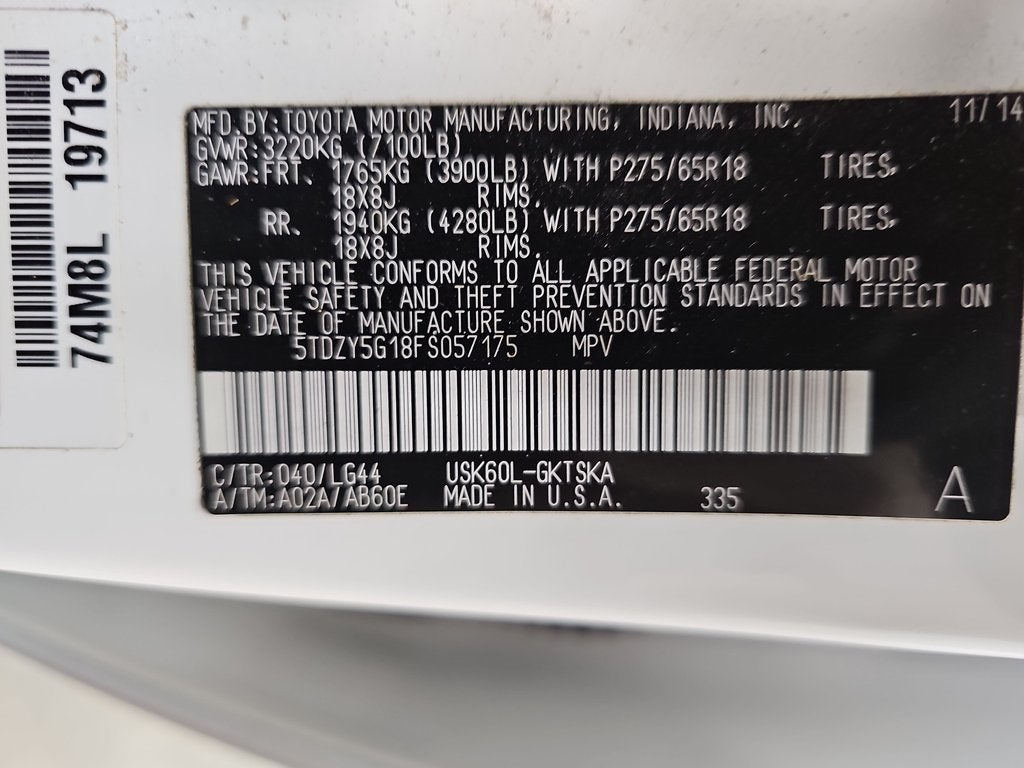 74M8L 19713
MFD.BY:TOYOTA MOTOR MANUFACTURING, INDIANA, INC. 11/14
GVWR:3220KG (7100LB)
GAWR:FRT. 1765KG (3900LB) WITH P275/65R18 TIRES,
18X8J RIMS.
RR. 1940KG (4280LB) WITH P275/65R18 TIRES,
18X8J RIMS.
THIS VEHICLE CONFORMS TO ALL APPLICABLE FEDERAL MOTOR
VEHICLE SAFETY AND THEFT PREVENTION STANDARDS IN EFFECT ON
THE DATE OF MANUFACTURE SHOWN ABOVE.
5TDZY5G18FS057175 MPV
C/TR:040/LG44 USK60L-GKTSKA
A/TM:A02A/AB60E MADE IN U.S.A. 335 A